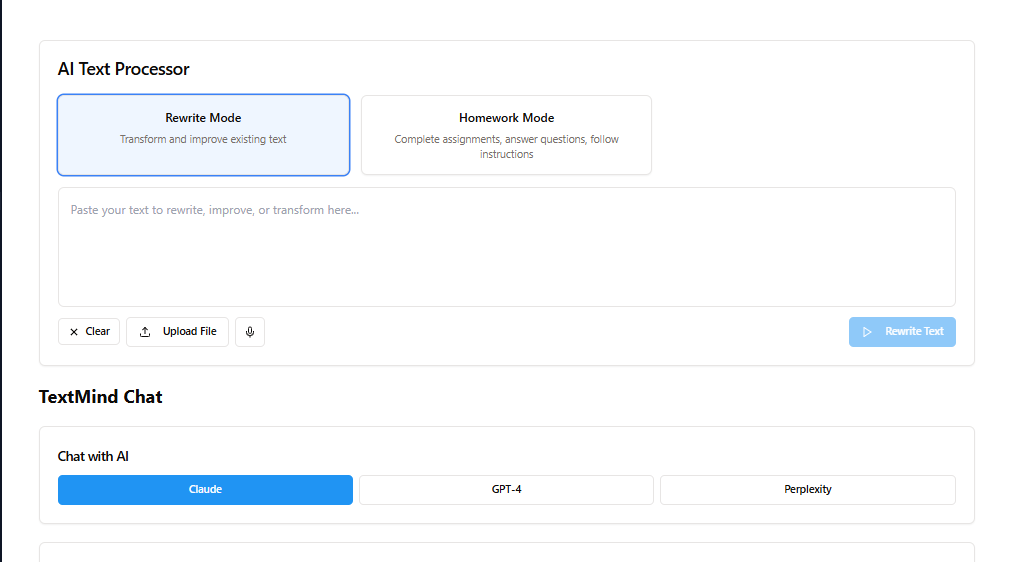 AI Text Processor
Rewrite Mode
Transform and improve existing text
Homework Mode
Complete assignments, answer questions, follow
instructions
Paste your text to rewrite, improve, or transform here...
Clear
Upload File
Rewrite Text
TextMind Chat
Chat with AI
Claude
GPT-4
Perplexity